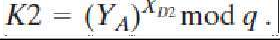 K2 = (Y_A)^{X_{D2}} mod q .